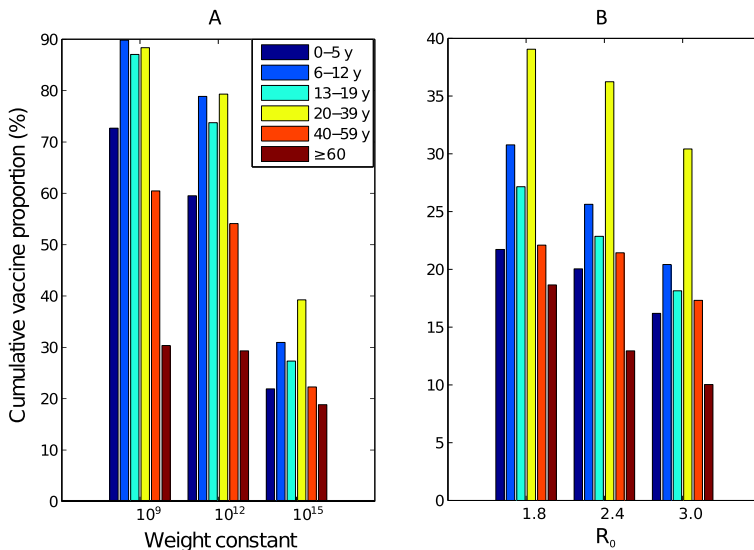 A
B
Cumulative vaccine proportion (%)
90
80
70
60
50
40
30
20
10
0
0–5 y
6–12 y
13–19 y
20–39 y
40–59 y
≥60
10⁹
10¹²
10¹⁵
Weight constant
40
35
30
25
20
15
10
5
0
1.8
2.4
3.0
R₀